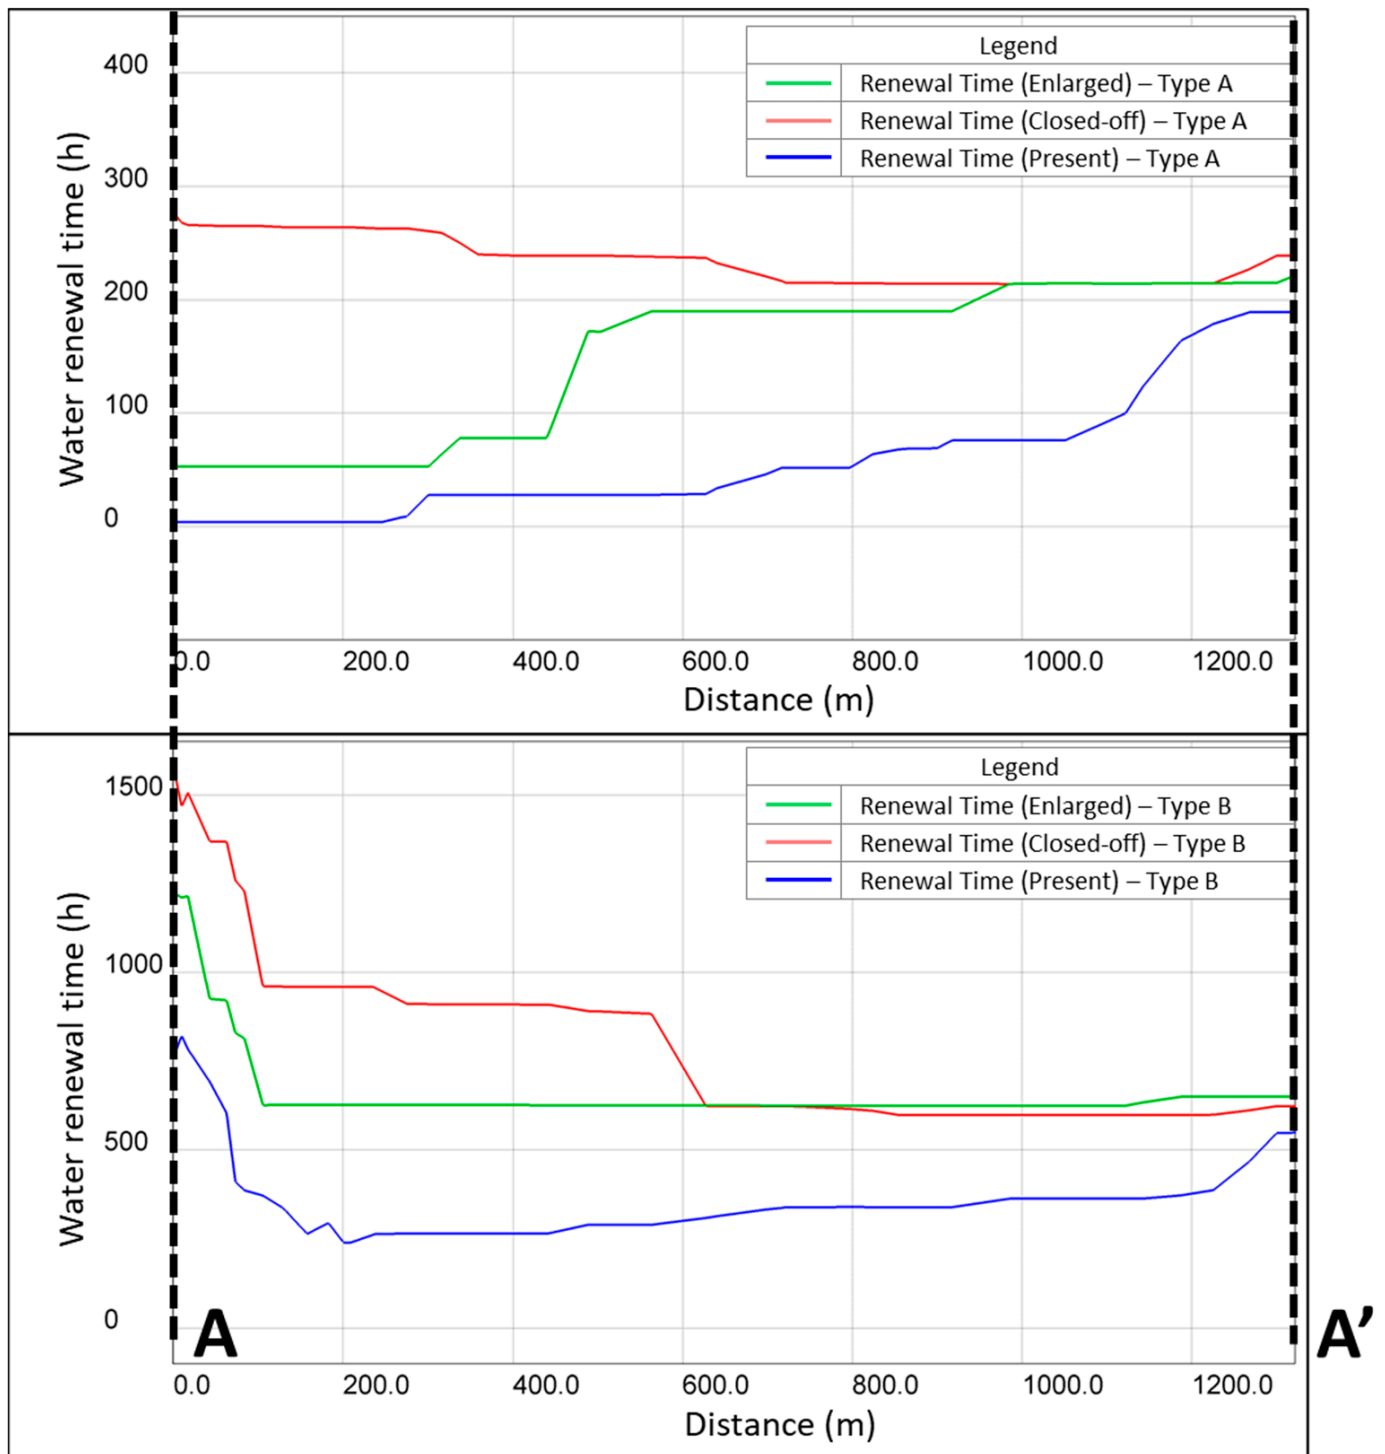 Legend
Renewal Time (Enlarged) – Type A
Renewal Time (Closed-off) – Type A
Renewal Time (Present) – Type A
Water renewal time (h)
400
300
200
100
0
0.0 200.0 400.0 600.0 800.0 1000.0 1200.0
Distance (m)
Legend
Renewal Time (Enlarged) – Type B
Renewal Time (Closed-off) – Type B
Renewal Time (Present) – Type B
Water renewal time (h)
1500
1000
500
0
A A’
0.0 200.0 400.0 600.0 800.0 1000.0 1200.0
Distance (m)